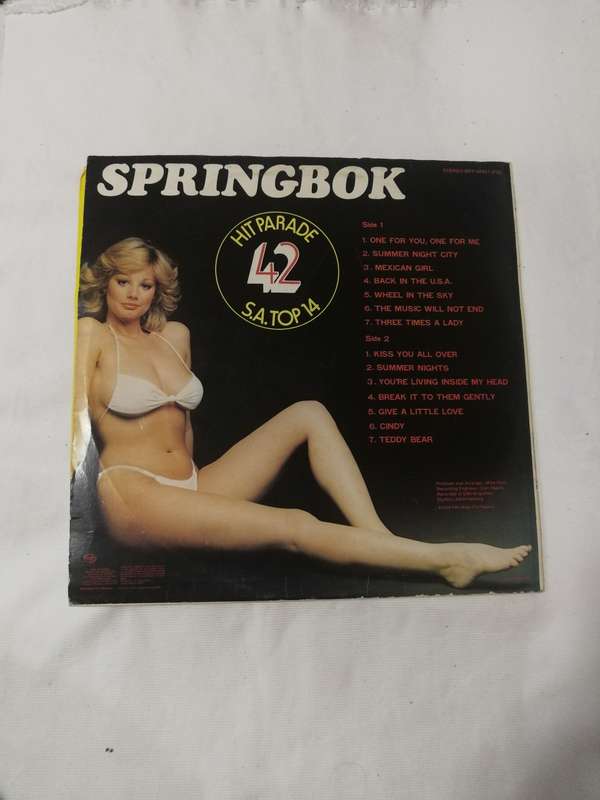 SPRINGBOK
HIT PARADE
42
S.A. TOP 14
Side 1
1. ONE FOR YOU, ONE FOR ME
2. SUMMER NIGHT CITY
3. MEXICAN GIRL
4. BACK IN THE U.S.A.
5. WHEEL IN THE SKY
6. THE MUSIC WILL NOT END
7. THREE TIMES A LADY
Side 2
1. KISS YOU ALL OVER
2. SUMMER NIGHTS
3. YOU'RE LIVING INSIDE MY HEAD
4. BREAK IT TO THEM GENTLY
5. GIVE A LITTLE LOVE
6. CINDY
7. TEDDY BEAR